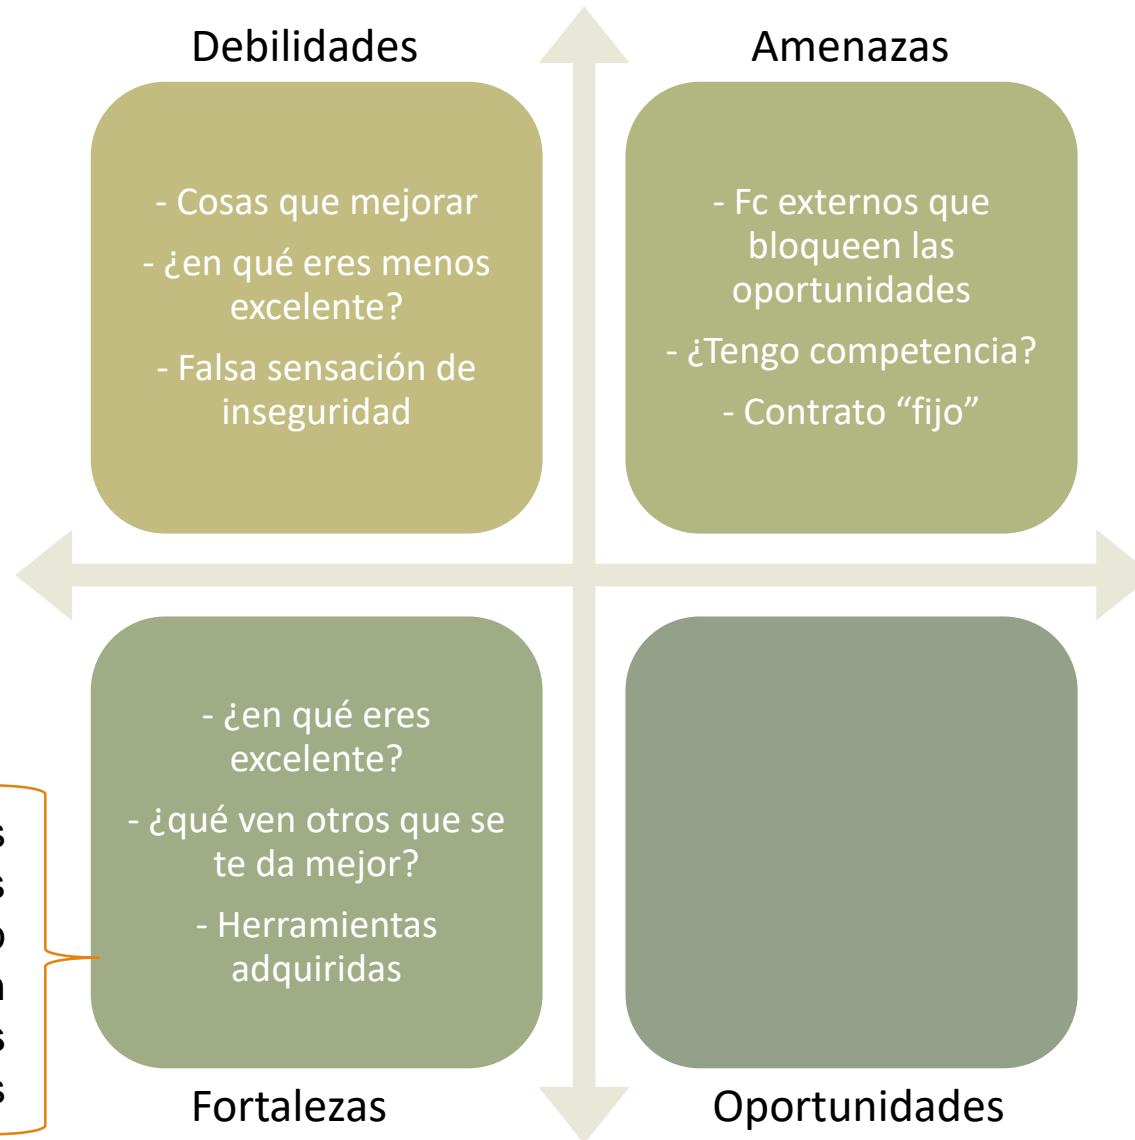 Debilidades
Amenazas
- Cosas que mejorar
- ¿en qué eres menos
excelente?
- Falsa sensación de
inseguridad
- Fc externos que
bloqueen las
oportunidades
- ¿Tengo competencia?
- Contrato “fijo”
- ¿en qué eres
excelente?
- ¿qué ven otros que se
te da mejor?
- Herramientas
adquiridas
Fortalezas
Oportunidades